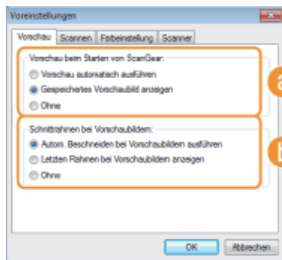 Voreinstellungen
Vorschau Scannen Farbeinstellung Scanner
Vorschau beim Starten von ScanGear:
Vorschau automatisch ausführen
Gespeichertes Vorschaubild anzeigen
Ohne
a
Schnittrahmen bei Vorschaubildern:
Autom. Beschneiden bei Vorschaubildern ausführen
Letzten Rahmen bei Vorschaubildern anzeigen
Ohne
b
OK Abbrechen